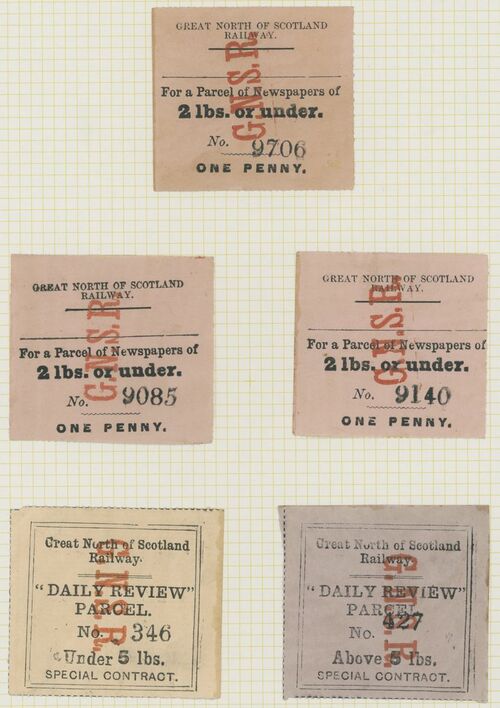 GREAT NORTH OF SCOTLAND
RAILWAY.
G.N.S.R.
For a Parcel of Newspapers of
2 lbs. or under.
No. 9706
ONE PENNY.
GREAT NORTH OF SCOTLAND
RAILWAY.
G.N.S.R.
For a Parcel of Newspapers of
2 lbs. or under.
No. 9085
ONE PENNY.
GREAT NORTH OF SCOTLAND
RAILWAY.
G.N.S.R.
For a Parcel of Newspapers of
2 lbs. or under.
No. 9140
ONE PENNY.
Great North of Scotland
Railway.
"DAILY REVIEW"
PARCEL.
No. 346
Under 5 lbs.
SPECIAL CONTRACT.
Great North of Scotland
Railway.
"DAILY REVIEW"
PARCEL
No. 427
Above 5 lbs.
SPECIAL CONTRACT.